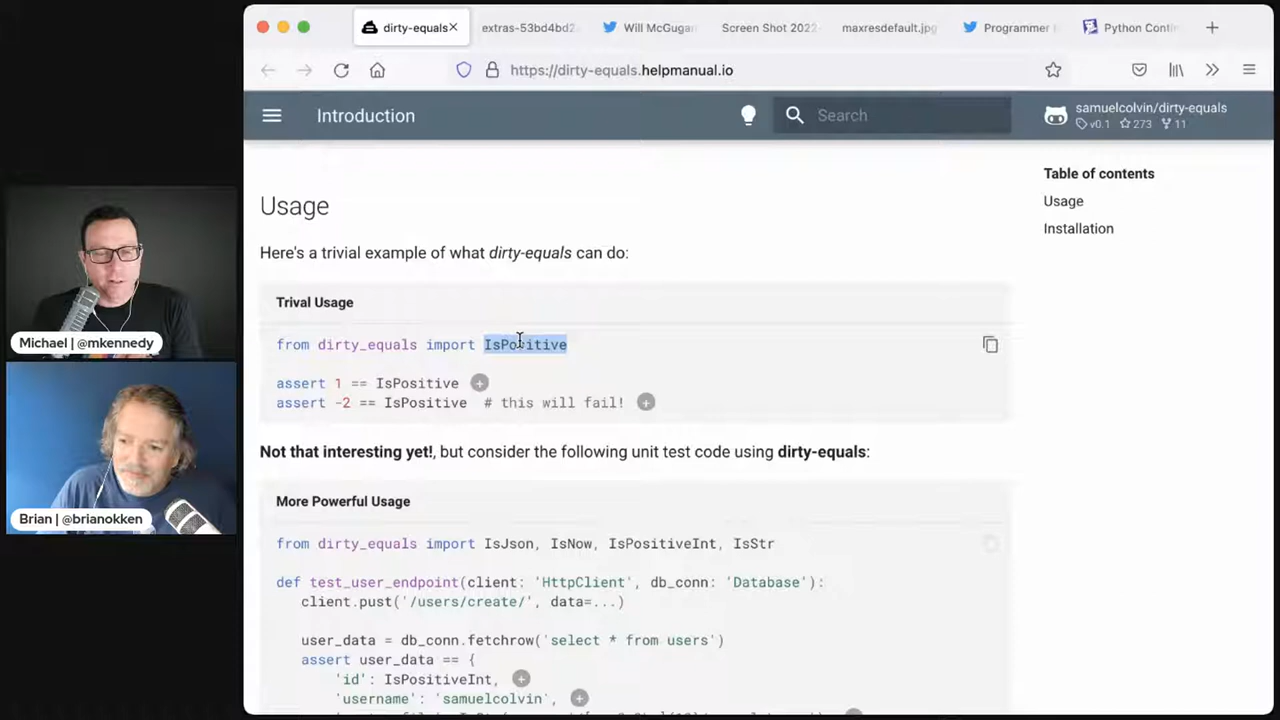 dirty-equals
extras-53bd4bd2
Will McGugan
Screen Shot 2022-
maxresdefault.jpg
Programmer
Python Conti
https://dirty-equals.helpmanual.io
Introduction
Search
samuelcolvin/dirty-equals
v0.1 273 11
Table of contents
Usage
Installation
Usage
Here's a trivial example of what dirty-equals can do:
Trival Usage
from dirty_equals import IsPositive
assert 1 == IsPositive
assert -2 == IsPositive # this will fail!
Not that interesting yet!, but consider the following unit test code using dirty-equals:
More Powerful Usage
from dirty_equals import IsJson, IsNow, IsPositiveInt, IsStr
def test_user_endpoint(client: 'HttpClient', db_conn: 'Database'):
client.pust('/users/create/', data=...)
user_data = db_conn.fetchrow('select * from users')
assert user_data == {
'id': IsPositiveInt,
'username': 'samuelcolvin',
Michael | @mkennedy
Brian | @brianokken